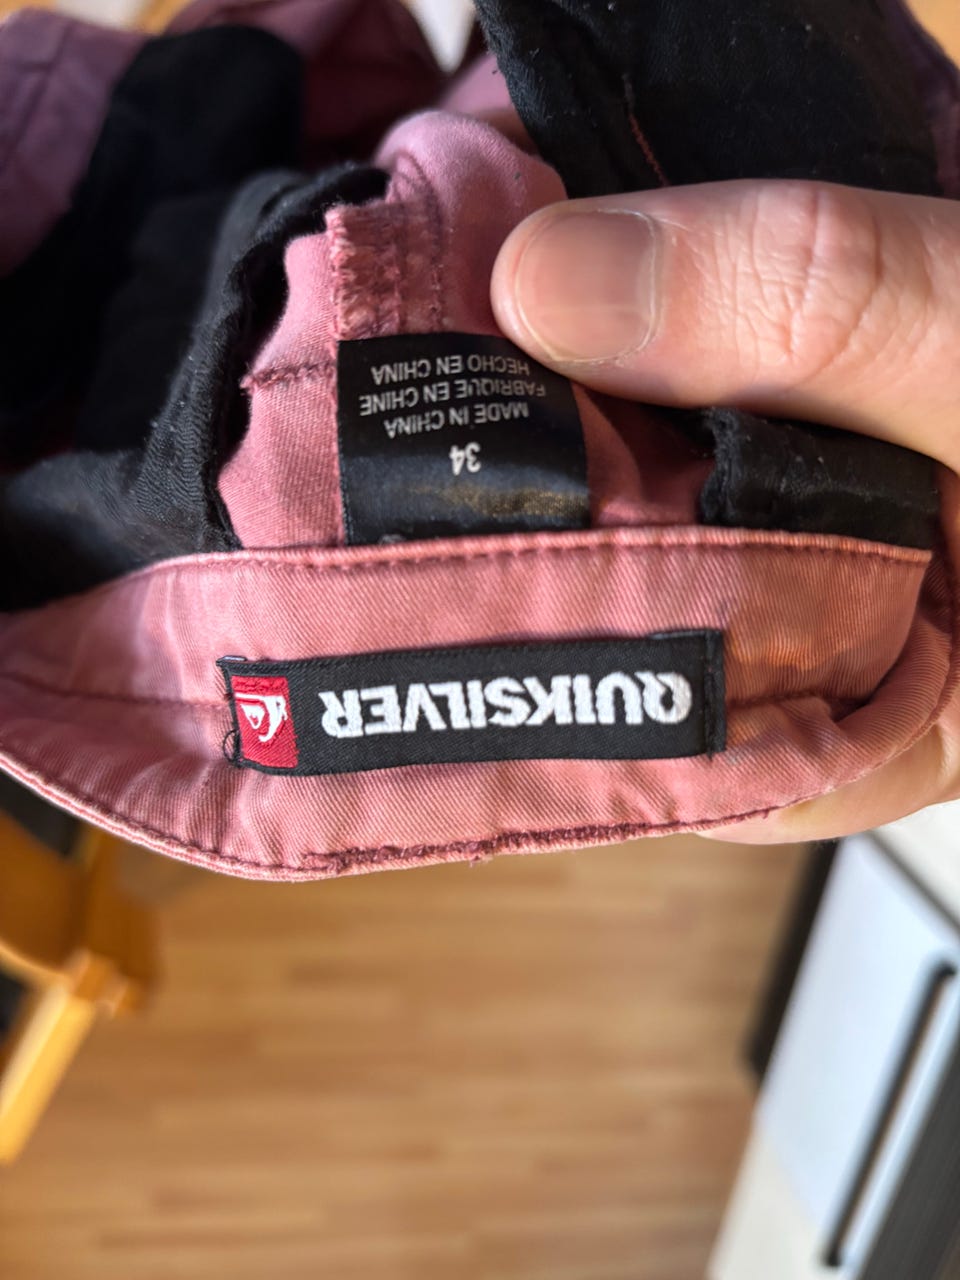 QUIKSILVER
34
MADE IN CHINA
FABRIQUE EN CHINE
HECHO EN CHINA